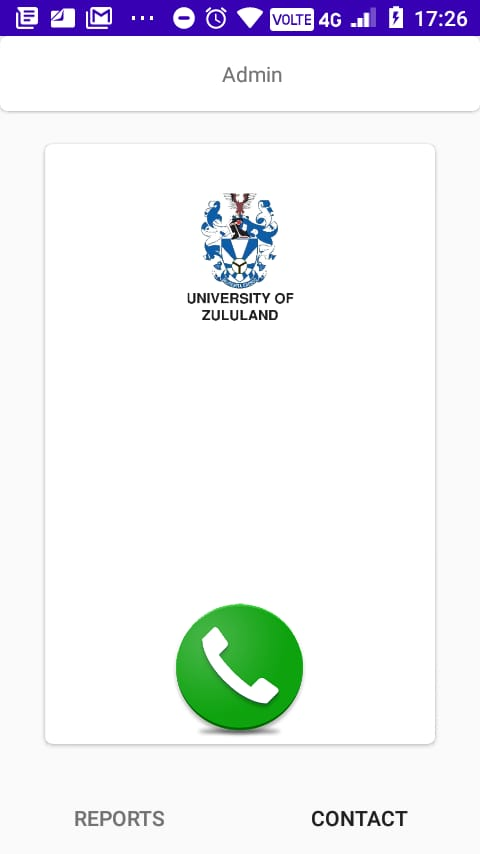 VOLTE 4G 17:26
Admin
UNIVERSITY OF
ZULULAND
REPORTS CONTACT